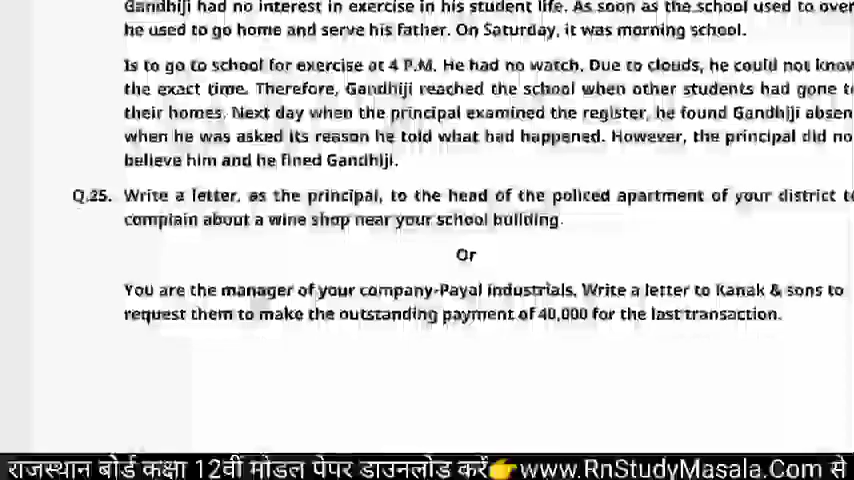 Gandhiji had no interest in exercise in his student life. As soon as the school used to over
he used to go home and serve his father. On Saturday, it was morning school.
Is to go to school for exercise at 4 P.M. He had no watch. Due to clouds, he could not know
the exact time. Therefore, Gandhiji reached the school when other students had gone t
their homes. Next day when the principal examined the register, he found Gandhiji absen
when he was asked its reason he told what had happened. However, the principal did no
believe him and he fined Gandhiji.
Q.25. Write a letter, as the principal, to the head of the policed apartment of your district t
complain about a wine shop near your school building.
Or
You are the manager of your company-Payal industrials. Write a letter to Kanak & sons to
request them to make the outstanding payment of 40,000 for the last transaction.
राजस्थान बोर्ड कक्षा 12वीं मॉडल पेपर डाउनलोड करें👉www.RnStudyMasala.Com से